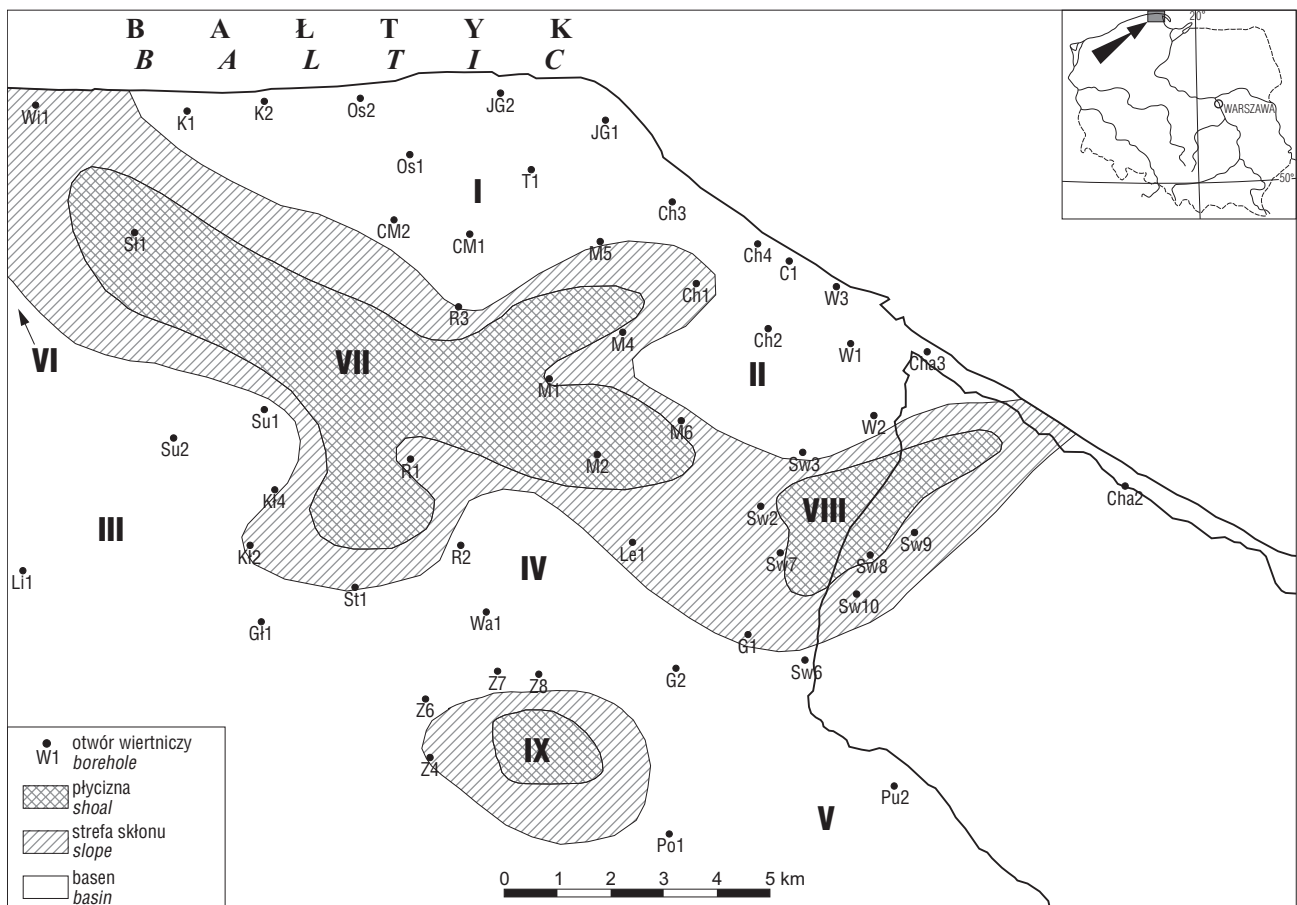 B A Ł T Y K
B A L T I C
20°
WARSZAWA
50°
Wi1
K1
K2
Os2
JG2
JG1
Os1
T1
I
Ch3
CM2
CM1
M5
Sł1
Ch4
C1
Ch1
W3
R3
M4
Ch2
W1
VI
VII
II
Cha3
M1
Su1
M6
W2
Su2
R1
M2
Sw3
Kł4
Sw2
VIII
Cha2
III
Kł2
R2
IV
Le1
Sw7
Sw8
Sw9
Li1
St1
Sw10
Gł1
Wa1
G1
Z7
Z8
G2
Sw6
Z6
IX
Z4
Pu2
V
Po1
W1
otwór wiertniczy
borehole
płycizna
shoal
strefa skłonu
slope
basen
basin
0 1 2 3 4 5 km